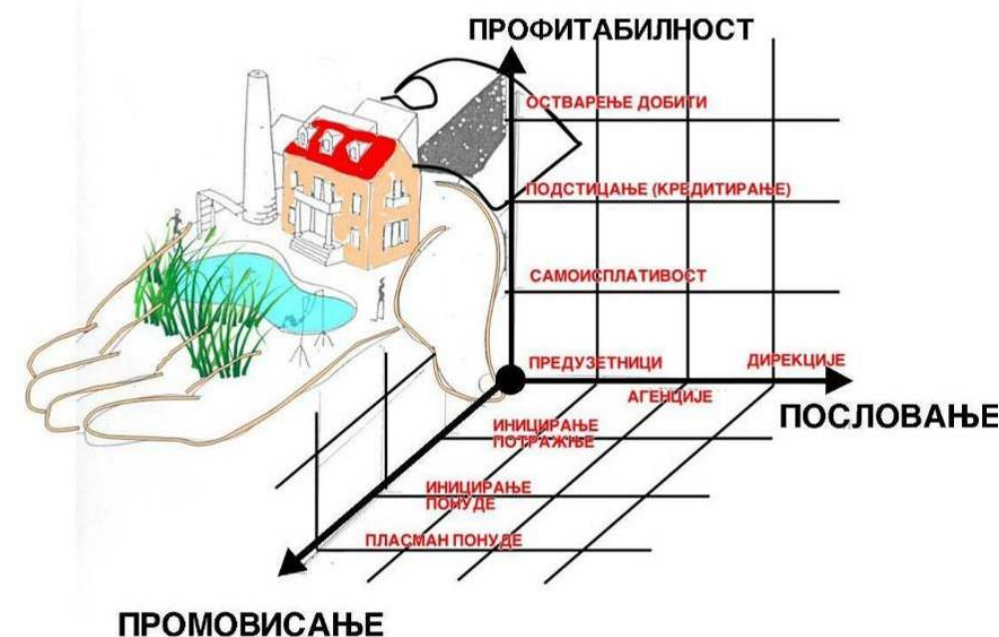 ПРОФИТАБИЛНОСТ
ОСТВАРЕЊЕ ДОБИТИ
ПОДСТИЦАЊЕ (КРЕДИТИРАЊЕ)
САМОИСПЛАТИВОСТ
ПРЕДУЗЕТНИЦИ
ДИРЕКЦИЈЕ
АГЕНЦИЈЕ
ПОСЛОВАЊЕ
ИНИЦИРАЊЕ
ПОТРАЖЊЕ
ИНИЦИРАЊЕ
ПОНУДЕ
ПЛАСМАН ПОНУДЕ
ПРОМОВИСАЊЕ